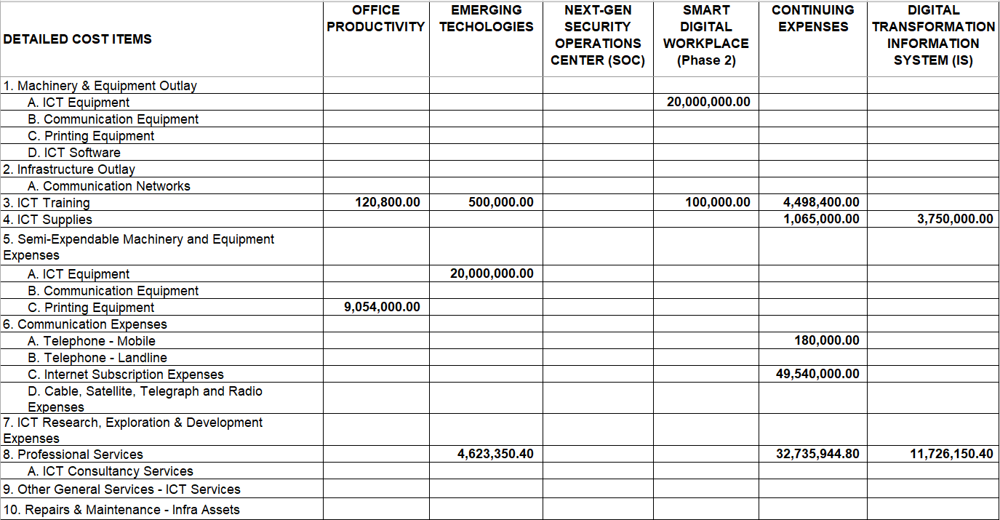 DETAILED COST ITEMS
OFFICE PRODUCTIVITY
EMERGING TECHOLOGIES
NEXT-GEN SECURITY OPERATIONS CENTER (SOC)
SMART DIGITAL WORKPLACE (Phase 2)
CONTINUING EXPENSES
DIGITAL TRANSFORMATION INFORMATION SYSTEM (IS)
1. Machinery & Equipment Outlay
A. ICT Equipment 20,000,000.00
B. Communication Equipment
C. Printing Equipment
D. ICT Software
2. Infrastructure Outlay
A. Communication Networks
3. ICT Training 120,800.00 500,000.00 100,000.00 4,498,400.00
4. ICT Supplies 1,065,000.00 3,750,000.00
5. Semi-Expendable Machinery and Equipment
Expenses
A. ICT Equipment 20,000,000.00
B. Communication Equipment
C. Printing Equipment 9,054,000.00
6. Communication Expenses
A. Telephone - Mobile 180,000.00
B. Telephone - Landline
C. Internet Subscription Expenses 49,540,000.00
D. Cable, Satellite, Telegraph and Radio
Expenses
7. ICT Research, Exploration & Development
Expenses
8. Professional Services 4,623,350.40 32,735,944.80 11,726,150.40
A. ICT Consultancy Services
9. Other General Services - ICT Services
10. Repairs & Maintenance - Infra Assets